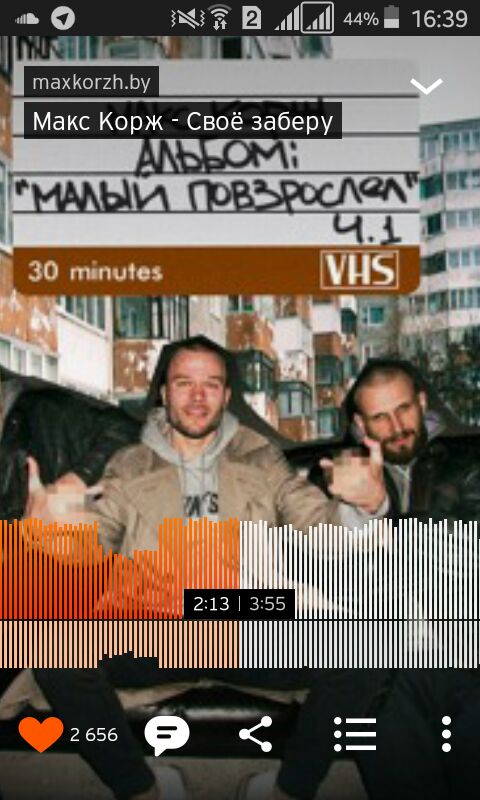 2 44% 16:39
maxkorzh.by
Макс Корж - Своё заберу
АЛЬБОМ:
"МАЛЫЙ ПОВЗРОСЛЕЛ"
Ч.1
30 minutes VHS
2:13 | 3:55
2 656